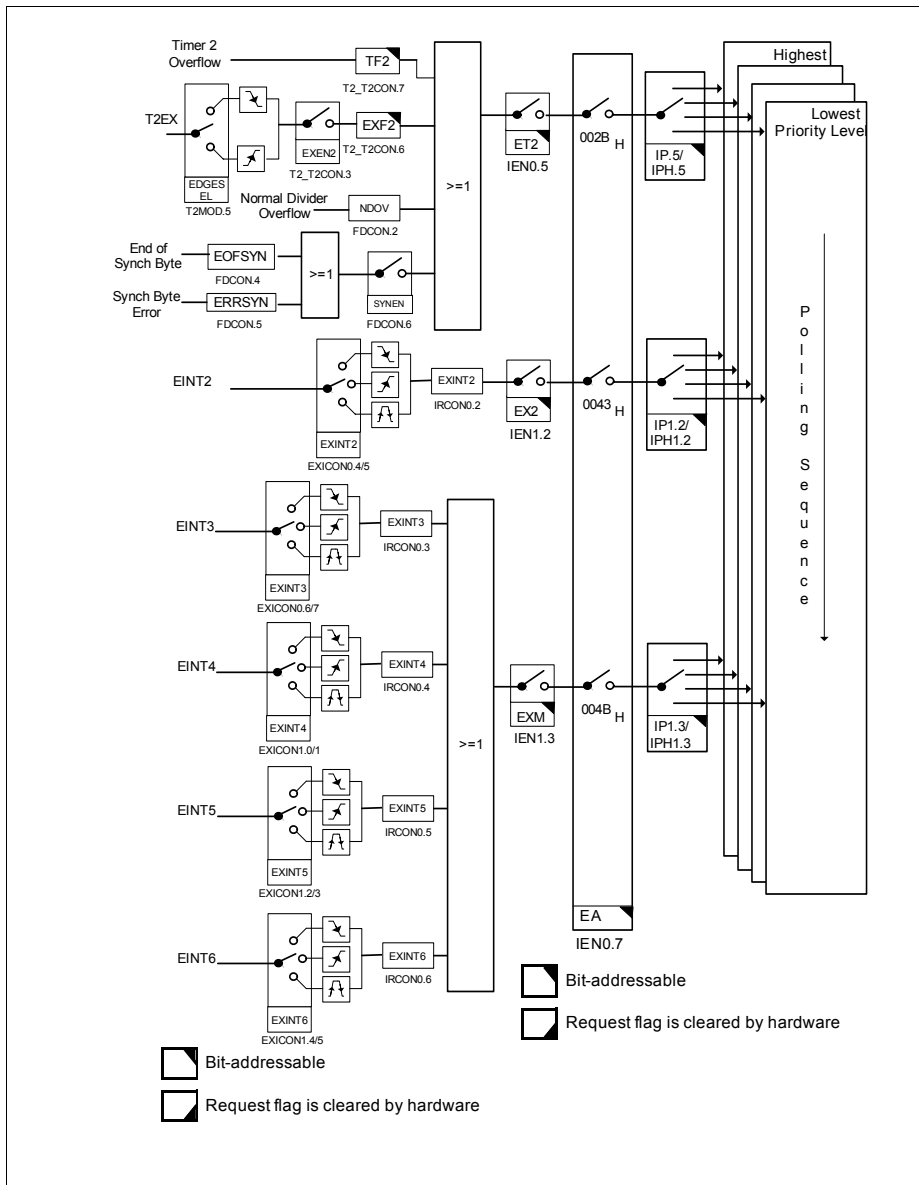 Highest
Lowest
Priority Level
Timer 2
Overflow
TF2
T2_T2CON.7
T2EX
EDGES
EL
T2MOD.5
EXEN2
T2_T2CON.3
EXF2
T2_T2CON.6
Normal Divider
Overflow
NDOV
FDCON.2
End of
Synch Byte
EOFSYN
FDCON.4
Synch Byte
Error
ERRSYN
FDCON.5
>=1
SYNEN
FDCON.6
>=1
ET2
IEN0.5
002B H
IP.5/
IPH.5
EINT2
EXINT2
EXICON0.4/5
EXINT2
IRCON0.2
EX2
IEN1.2
0043 H
IP1.2/
IPH1.2
Polling Sequence
EINT3
EXINT3
EXICON0.6/7
EXINT3
IRCON0.3
EINT4
EXINT4
EXICON1.0/1
EXINT4
IRCON0.4
EINT5
EXINT5
EXICON1.2/3
EXINT5
IRCON0.5
EINT6
EXINT6
EXICON1.4/5
EXINT6
IRCON0.6
>=1
EXM
IEN1.3
004B H
IP1.3/
IPH1.3
EA
IEN0.7
Bit-addressable
Request flag is cleared by hardware
Bit-addressable
Request flag is cleared by hardware